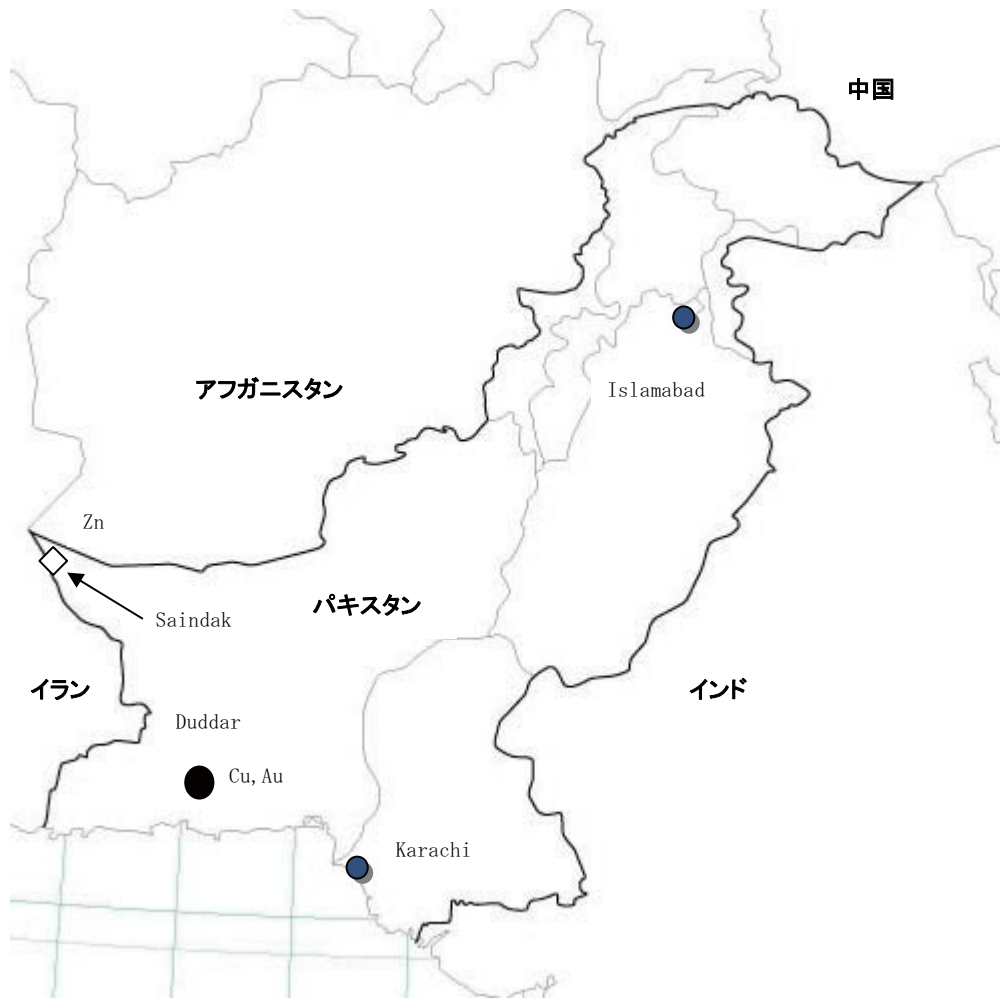 中国
アフガニスタン
Islamabad
Zn
Saindak
パキスタン
イラン
インド
Duddar
Cu,Au
Karachi